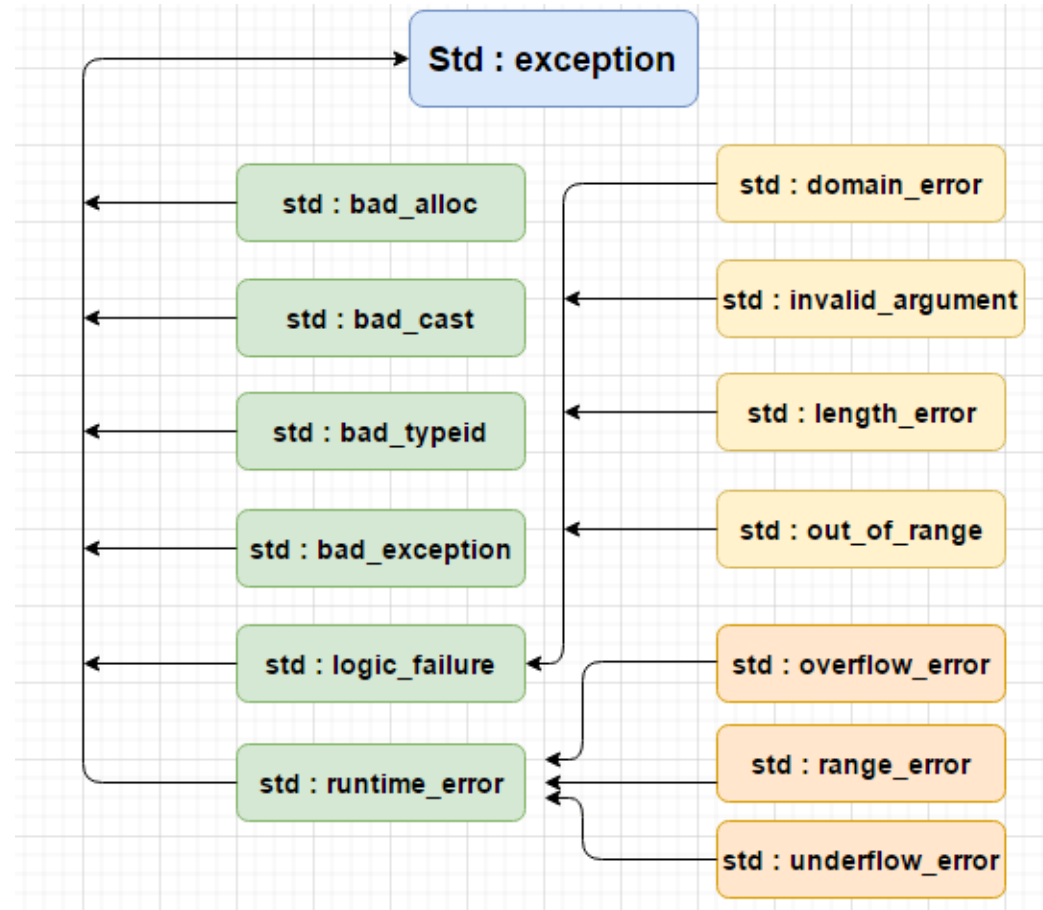 Std : exception
std : bad_alloc
std : bad_cast
std : bad_typeid
std : bad_exception
std : logic_failure
std : runtime_error
std : domain_error
std : invalid_argument
std : length_error
std : out_of_range
std : overflow_error
std : range_error
std : underflow_error